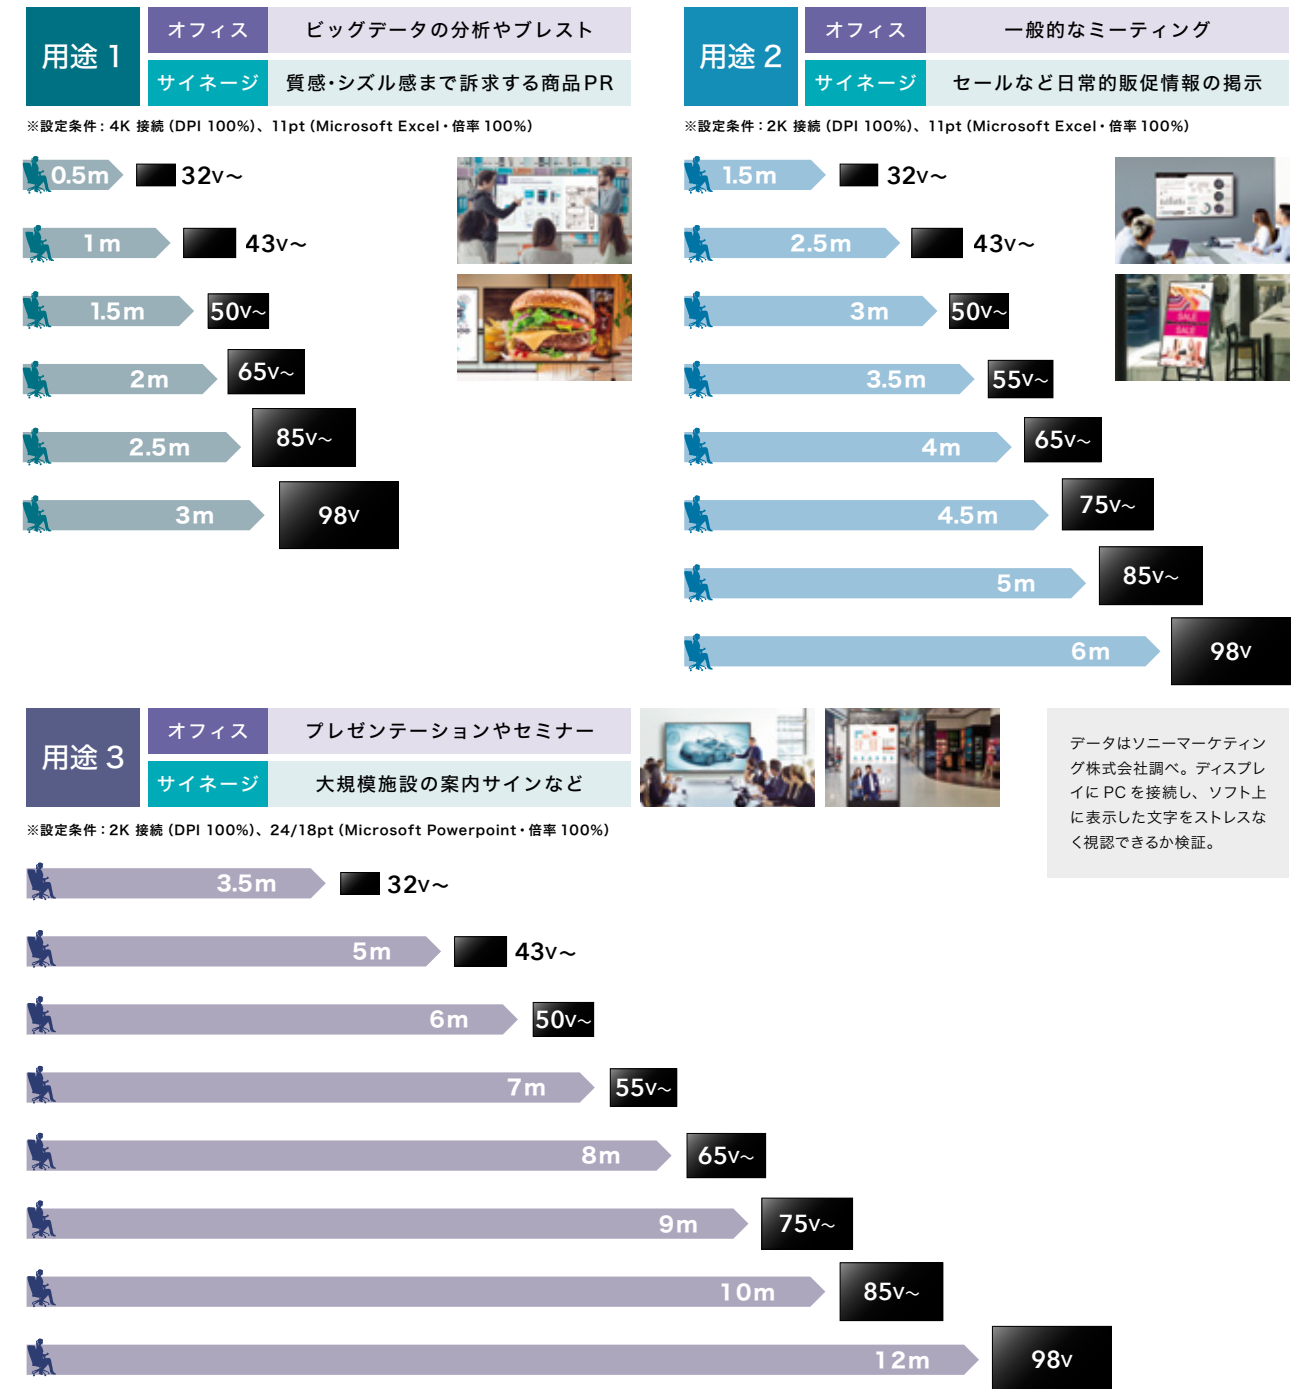 用途 1
オフィス
ビッグデータの分析やブレスト
サイネージ
質感・シズル感まで訴求する商品PR
※設定条件：4K 接続（DPI 100%）、11pt（Microsoft Excel・倍率100%）
0.5m 32V～
1m 43V～
1.5m 50V～
2m 65V～
2.5m 85V～
3m 98V
用途 2
オフィス
一般的なミーティング
サイネージ
セールなど日常的販促情報の掲示
※設定条件：2K 接続（DPI 100%）、11pt（Microsoft Excel・倍率100%）
1.5m 32V～
2.5m 43V～
3m 50V～
3.5m 55V～
4m 65V～
4.5m 75V～
5m 85V～
6m 98V
SALE
SALE
用途 3
オフィス
プレゼンテーションやセミナー
サイネージ
大規模施設の案内サインなど
※設定条件：2K 接続（DPI 100%）、24/18pt（Microsoft Powerpoint・倍率100%）
データはソニーマーケティン
グ株式会社調べ。ディスプレ
イに PC を接続し、ソフト上
に表示した文字をストレスな
く視認できるか検証。
3.5m 32V～
5m 43V～
6m 50V～
7m 55V～
8m 65V～
9m 75V～
10m 85V～
12m 98V